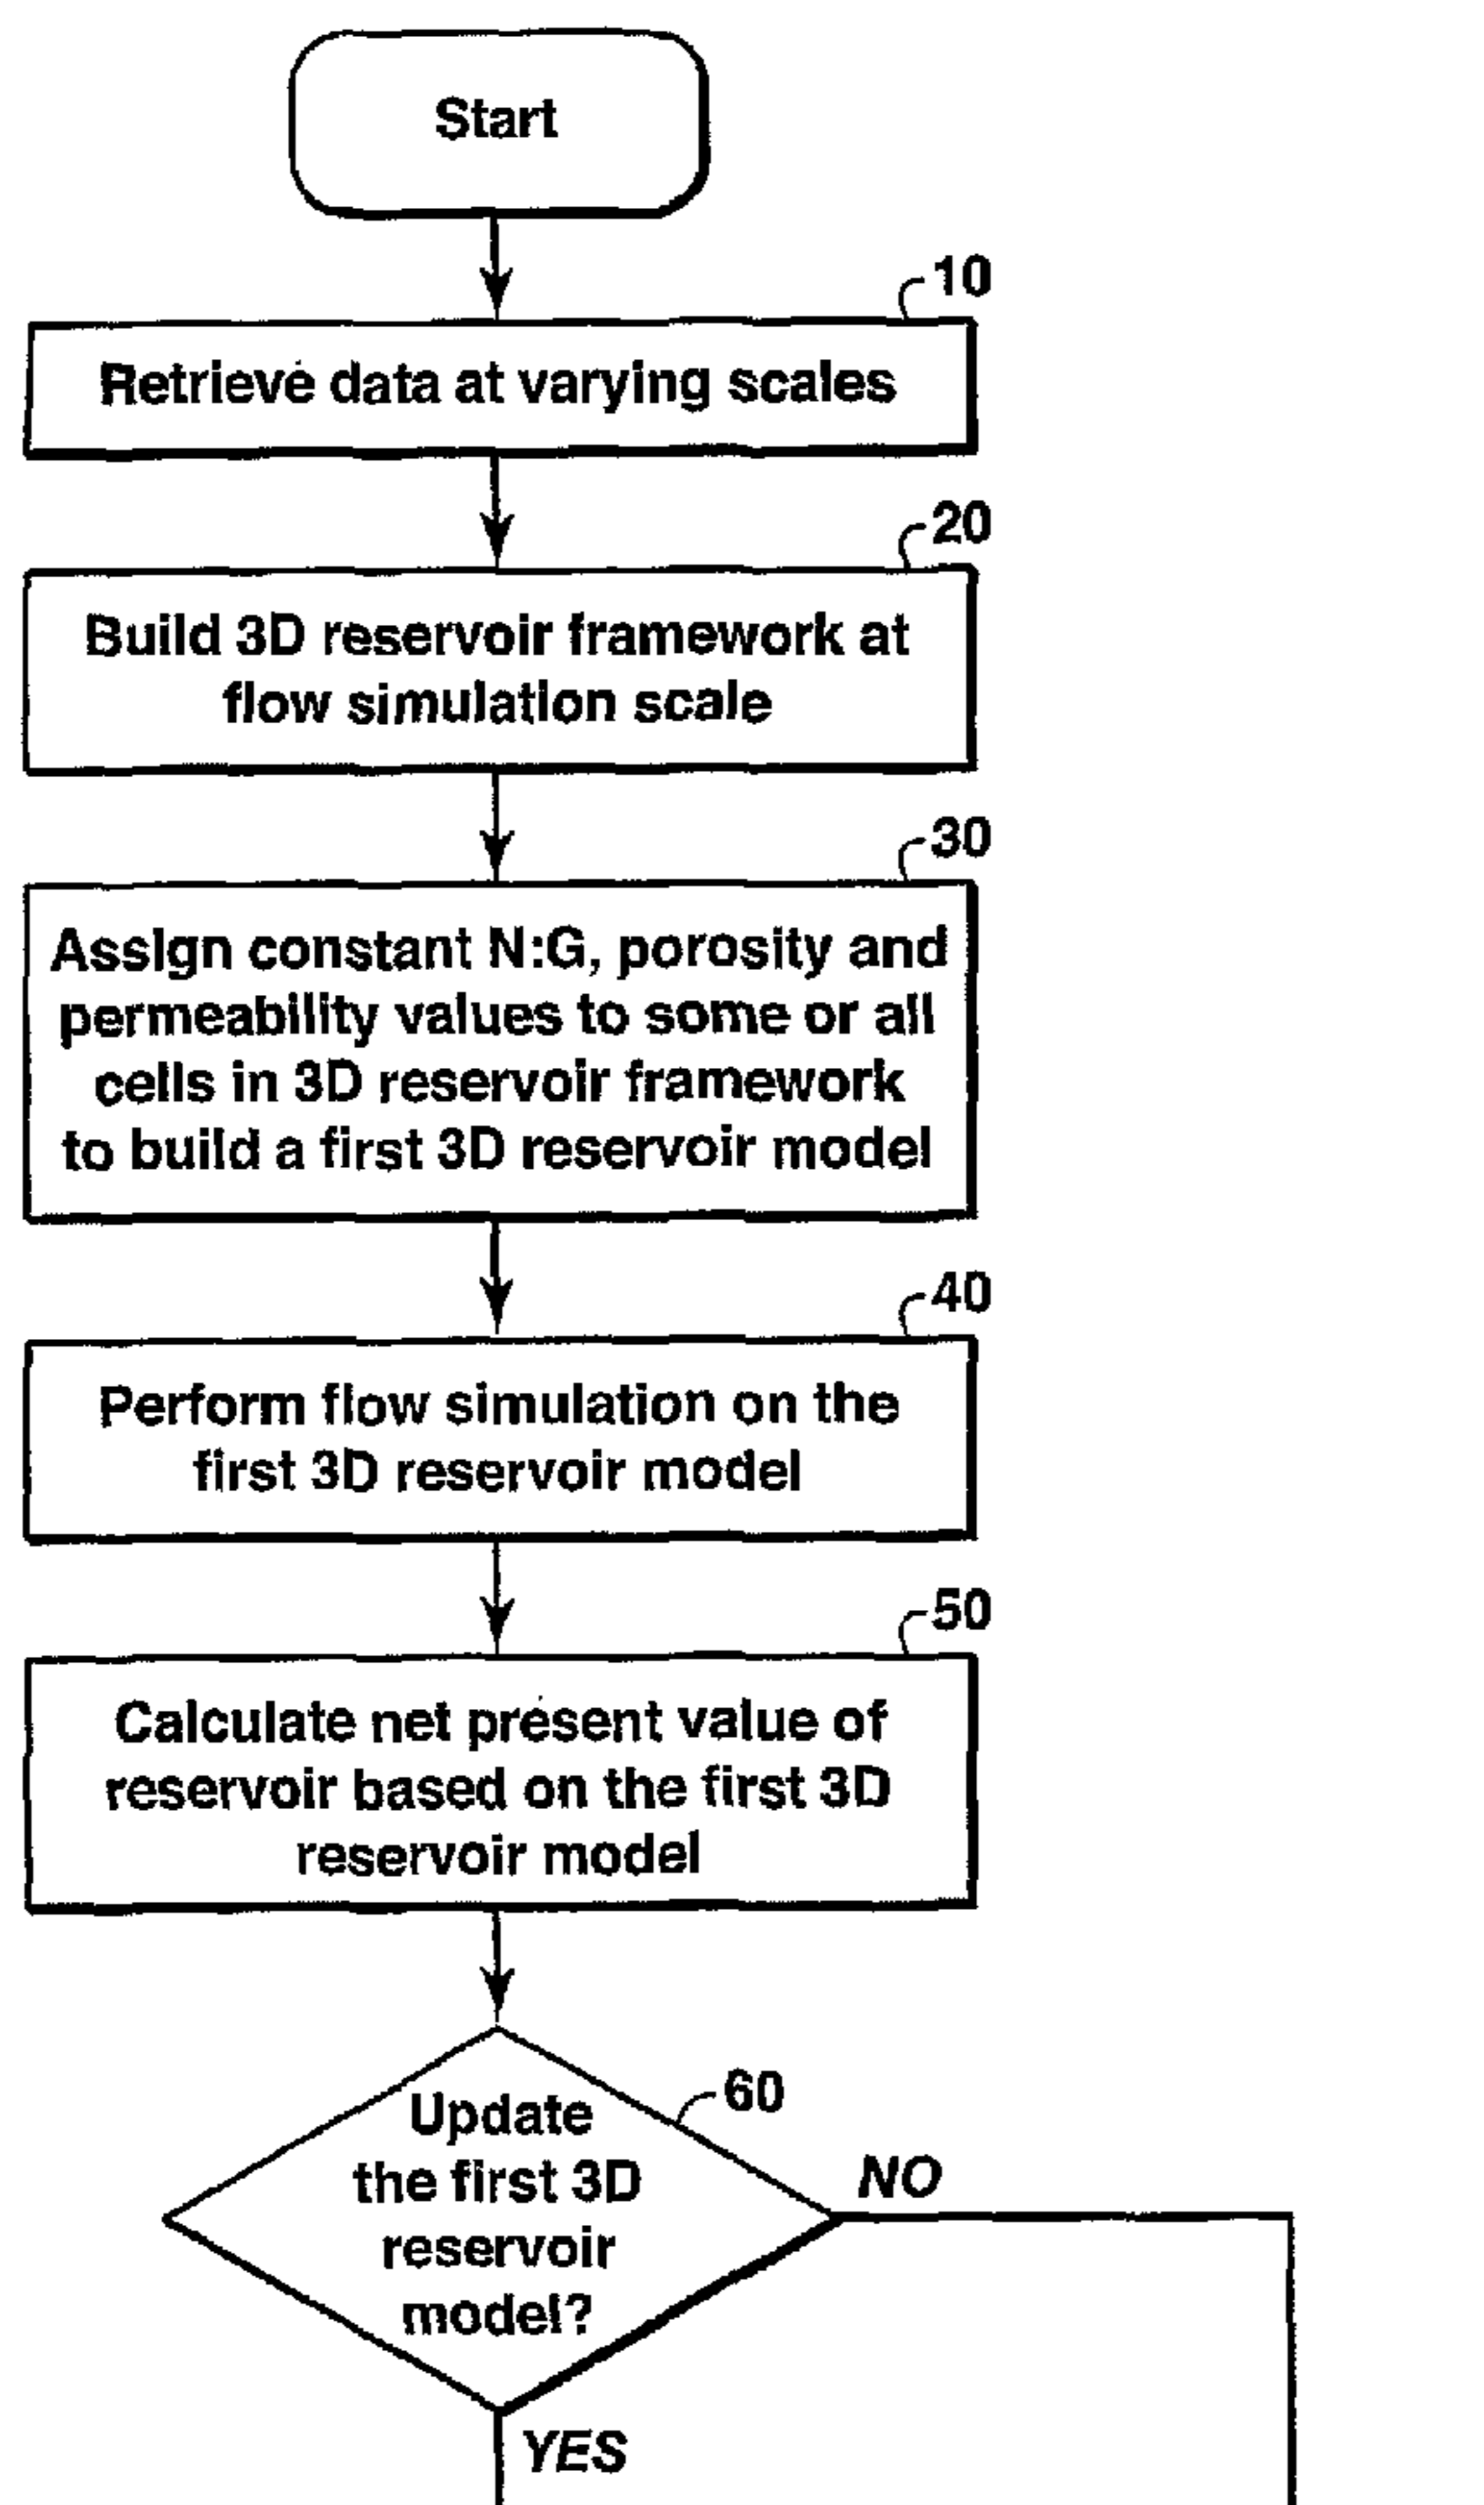 Start
10
Retrieve data at varying scales
20
Build 3D reservoir framework at
flow simulation scale
30
Assign constant N:G, porosity and
permeability values to some or all
cells in 3D reservoir framework
to build a first 3D reservoir model
40
Perform flow simulation on the
first 3D reservoir model
50
Calculate net present value of
reservoir based on the first 3D
reservoir model
60
Update
the first 3D
reservoir
model?
NO
YES